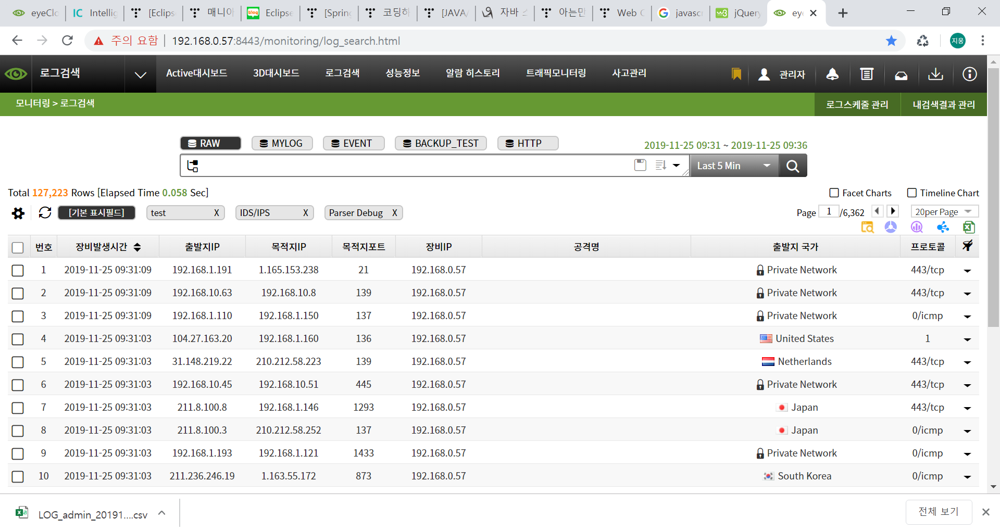 eyeClo IC Intellig [Eclips 매니아 blog Eclipse [Spring 코딩하 [JAVA/ 자바 스 아는만 Web C javascr w3 jQuery eye
주의 요함 192.168.0.57:8443/monitoring/log_search.html 지웅
로그검색 Active대시보드 3D대시보드 로그검색 성능정보 알람 히스토리 트래픽모니터링 사고관리 관리자
모니터링 > 로그검색 로그스케줄 관리 내검색결과 관리
RAW MYLOG EVENT BACKUP_TEST HTTP 2019-11-25 09:31 ~ 2019-11-25 09:36
Last 5 Min
Total 127,223 Rows [Elapsed Time 0.058 Sec] Facet Charts Timeline Chart
[기본 표시필드] test X IDS/IPS X Parser Debug X Page 1 /6,362 20per Page
번호 장비발생시간 출발지IP 목적지IP 목적지포트 장비IP 공격명 출발지 국가 프로토콜
1 2019-11-25 09:31:09 192.168.1.191 1.165.153.238 21 192.168.0.57 Private Network 443/tcp
2 2019-11-25 09:31:09 192.168.10.63 192.168.10.8 139 192.168.0.57 Private Network 443/tcp
3 2019-11-25 09:31:09 192.168.1.110 192.168.1.150 137 192.168.0.57 Private Network 0/icmp
4 2019-11-25 09:31:03 104.27.163.20 192.168.1.160 136 192.168.0.57 United States 1
5 2019-11-25 09:31:03 31.148.219.22 210.212.58.223 139 192.168.0.57 Netherlands 443/tcp
6 2019-11-25 09:31:03 192.168.10.45 192.168.10.51 445 192.168.0.57 Private Network 443/tcp
7 2019-11-25 09:31:03 211.8.100.8 192.168.1.146 1293 192.168.0.57 Japan 443/tcp
8 2019-11-25 09:31:03 211.8.100.3 210.212.58.252 137 192.168.0.57 Japan 0/icmp
9 2019-11-25 09:31:03 192.168.1.193 192.168.1.121 1433 192.168.0.57 Private Network 0/icmp
10 2019-11-25 09:31:03 211.236.246.19 1.163.55.172 873 192.168.0.57 South Korea 0/icmp
LOG_admin_20191....csv 전체 보기